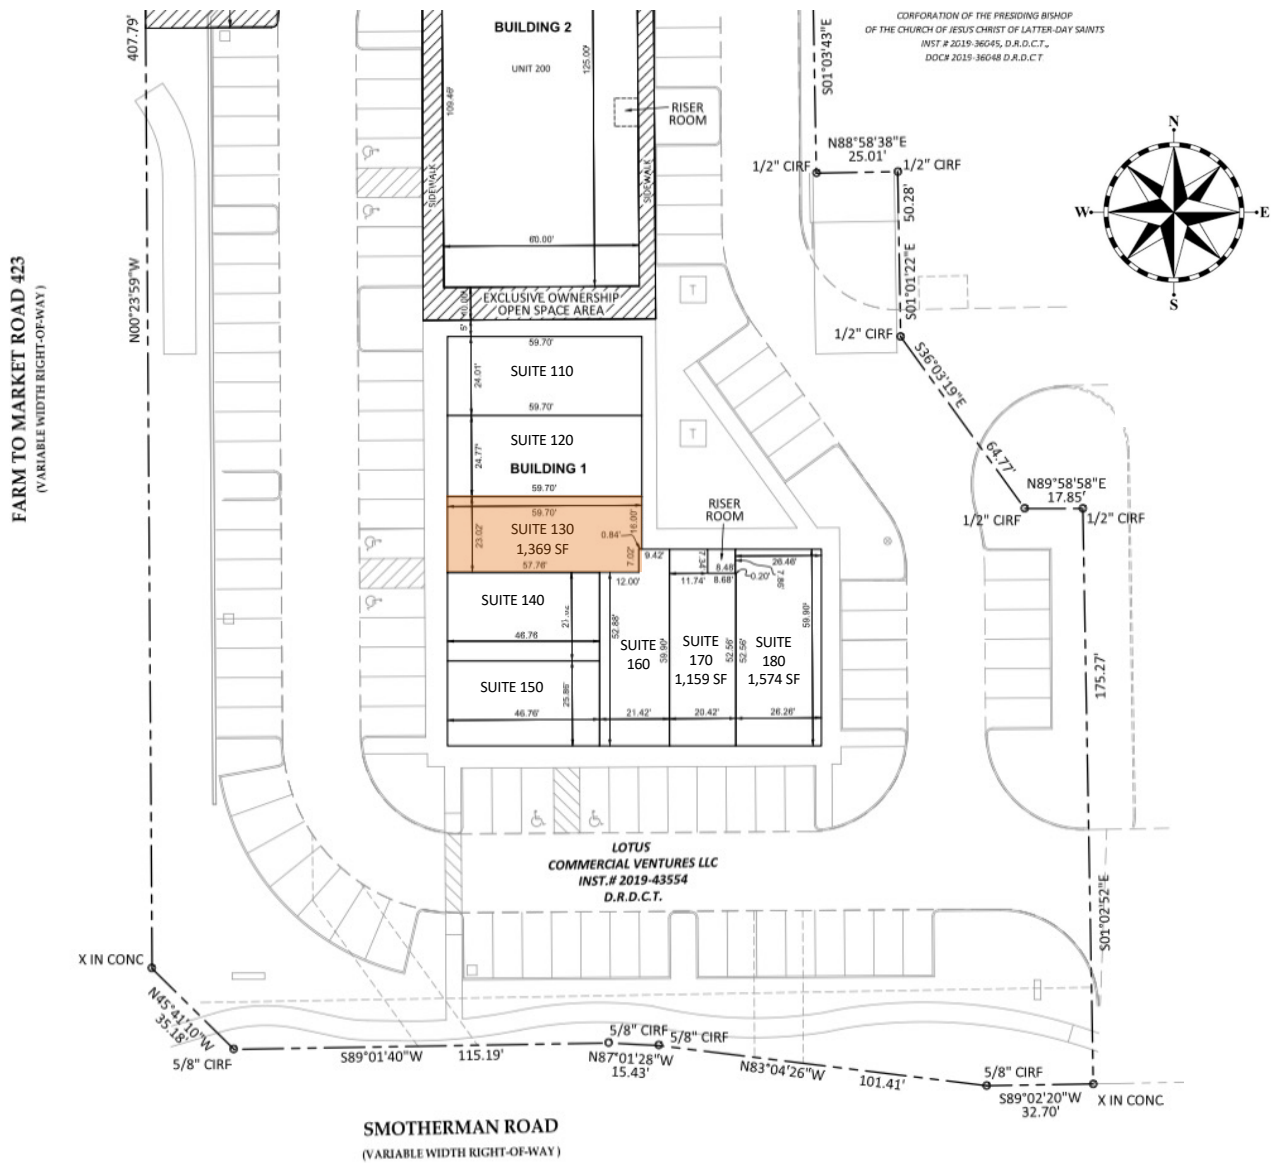 BUILDING 2
UNIT 200
125.00'
109.46'
407.79'
CORFORATION OF THE PRESIDING BISHOP
OF THE CHURCH OF JESUS CHRIST OF LATTER-DAY SAINTS
INST # 2019-36045, D.R.D.C.T.,
DOC# 2019-36048 D.R.D.C.T
S01°03'43"E
RISER
ROOM
SIDEWALK
SIDEWALK
N88°58'38"E
25.01'
1/2" CIRF
1/2" CIRF
50.28'
S01°01'22"E
N
W
E
S
60.00'
EXCLUSIVE OWNERSHIP
OPEN SPACE AREA
T
FARM TO MARKET ROAD 423
(VARIABLE WIDTH RIGHT-OF-WAY)
N00°23'59"W
1/2" CIRF
S36°03'19"E
64.77'
59.70'
SUITE 110
24.01'
59.70'
SUITE 120
24.77'
BUILDING 1
59.70'
T
N89°58'58"E
17.85'
1/2" CIRF
1/2" CIRF
RISER
ROOM
59.70'
SUITE 130
1,369 SF
23.02'
16.00'
0.84'
7.02'
57.76'
9.42'
7.34'
8.48'
26.46'
12.00'
11.74'
8.68'
0.20'
7.86'
SUITE 140
46.76
52.88'
59.90'
SUITE
160
39.90'
SUITE
170
1,159 SF
52.56'
52.56'
SUITE
180
1,574 SF
SUITE 150
25.86'
46.76'
21.42'
20.42'
26.26'
175.27'
LOTUS
COMMERCIAL VENTURES LLC
INST.# 2019-43554
D.R.D.C.T.
S01°02'52"E
X IN CONC
N45°41'10"W
35.18'
5/8" CIRF
S89°01'40"W
115.19'
5/8" CIRF
5/8" CIRF
N87°01'28"W
15.43'
N83°04'26"W
101.41'
5/8" CIRF
S89°02'20"W
32.70'
X IN CONC
SMOTHERMAN ROAD
(VARIABLE WIDTH RIGHT-OF-WAY)